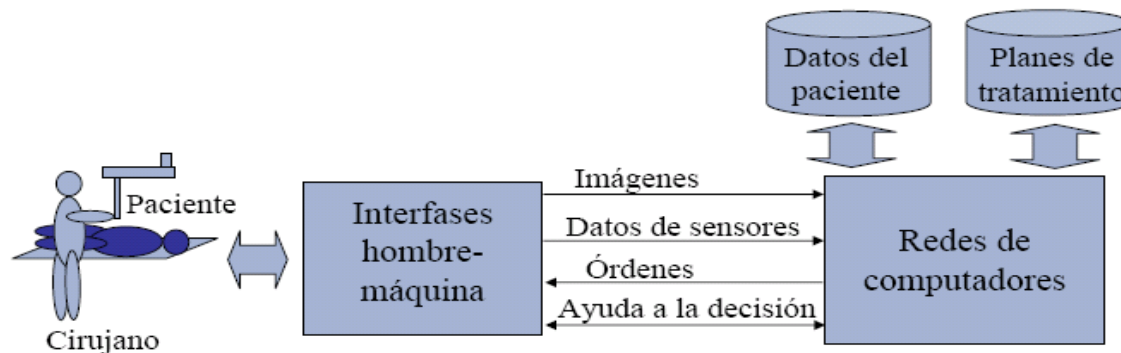 Datos del
paciente
Planes de
tratamiento
Paciente
Cirujano
Interfases
hombre-
máquina
Imágenes
Datos de sensores
Órdenes
Ayuda a la decisión
Redes de
computadores